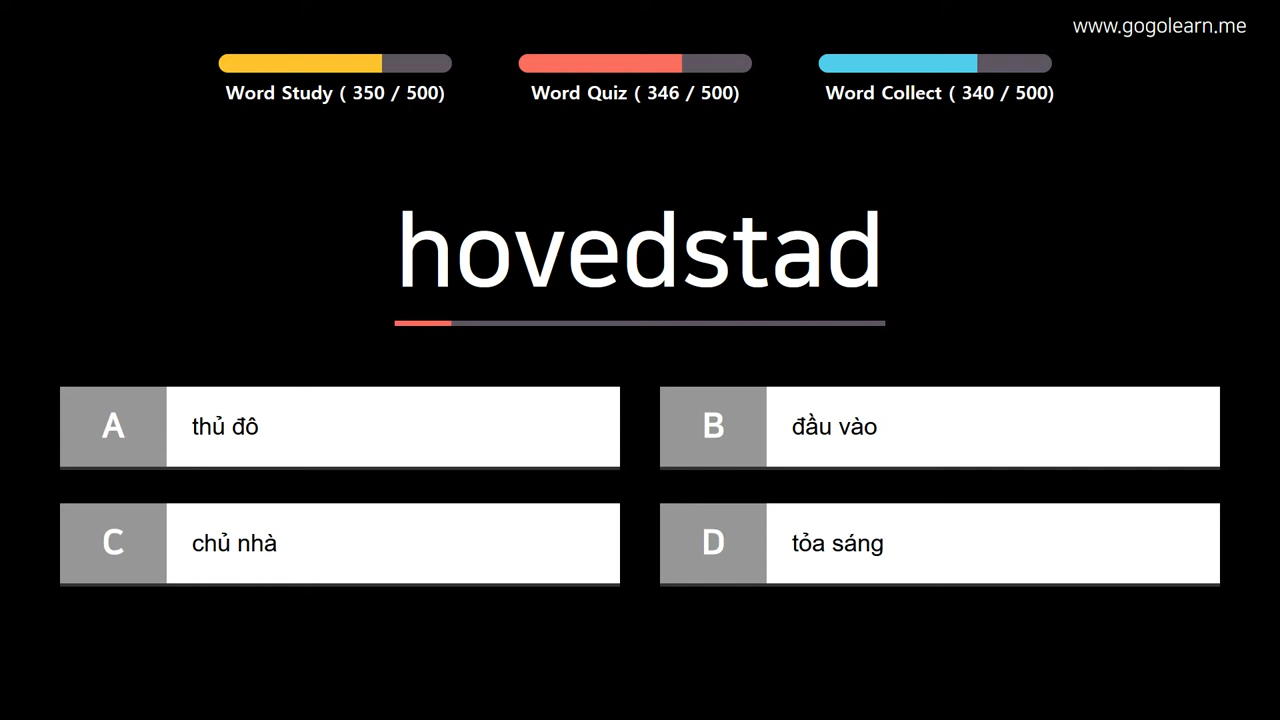 www.gogolearn.me
Word Study ( 350 / 500)
Word Quiz ( 346 / 500)
Word Collect ( 340 / 500)
hovedstad
A
thủ đô
B
đầu vào
C
chủ nhà
D
tỏa sáng